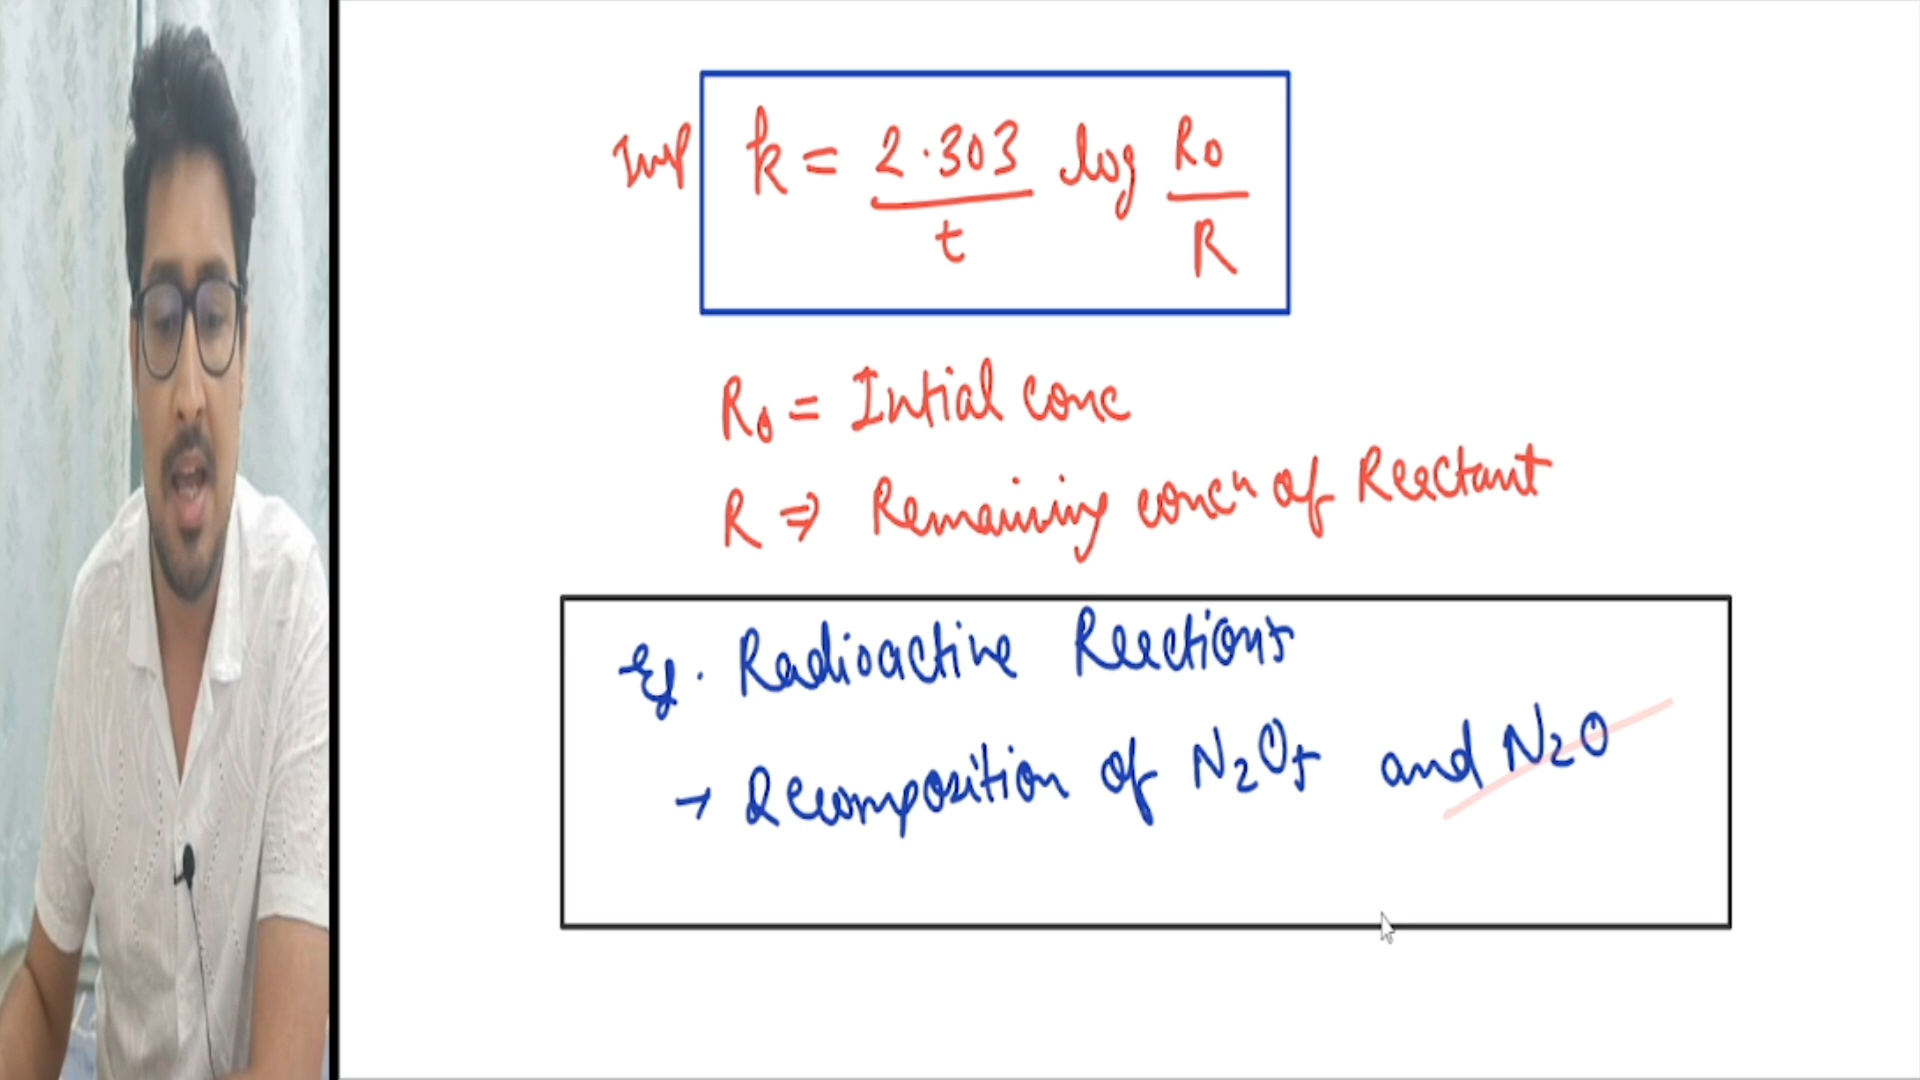 Imp k = 2.303/t log R₀/R
R₀ = Intial conc
R ⇒ Remaining concⁿ of Reactant
Eg. Radioactive Reactions
→ Decomposition of N₂O₅ and N₂O